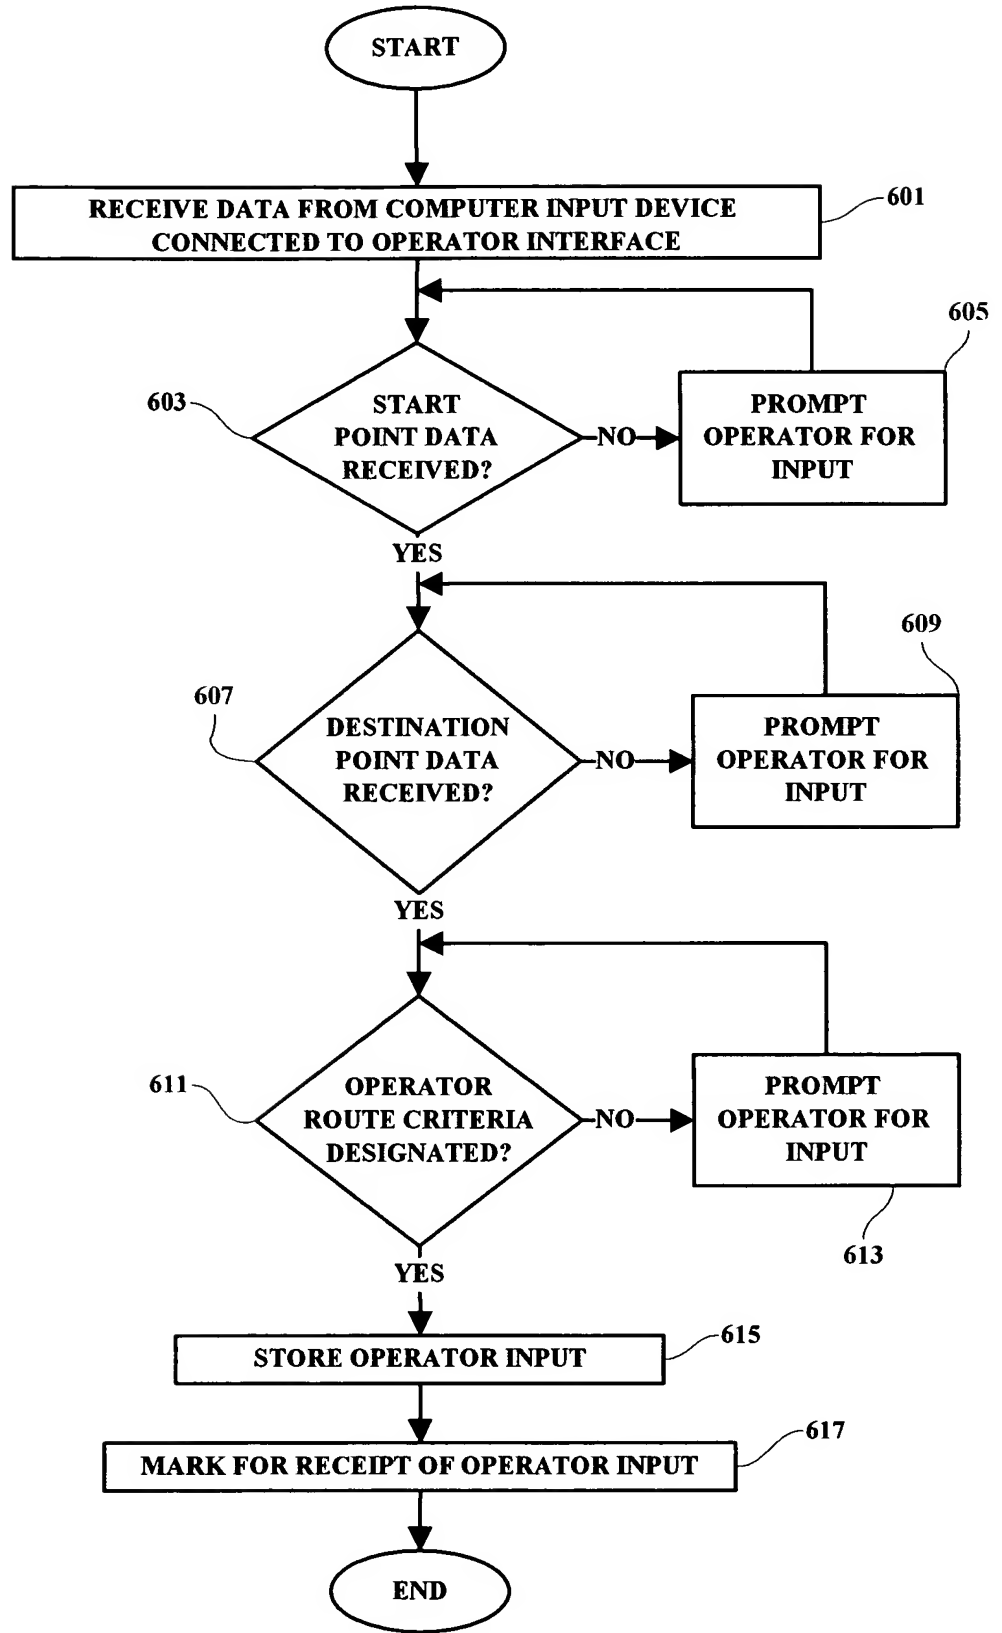 START
RECEIVE DATA FROM COMPUTER INPUT DEVICE
CONNECTED TO OPERATOR INTERFACE
601
START
POINT DATA
RECEIVED?
603
NO
PROMPT
OPERATOR FOR
INPUT
605
YES
DESTINATION
POINT DATA
RECEIVED?
607
NO
PROMPT
OPERATOR FOR
INPUT
609
YES
OPERATOR
ROUTE CRITERIA
DESIGNATED?
611
NO
PROMPT
OPERATOR FOR
INPUT
613
YES
STORE OPERATOR INPUT
615
MARK FOR RECEIPT OF OPERATOR INPUT
617
END